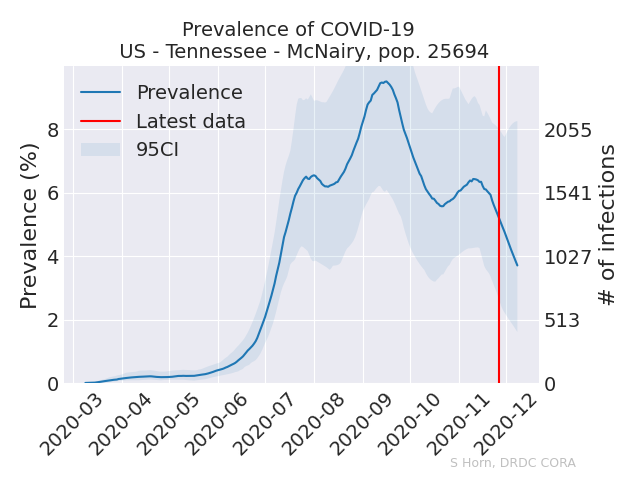 Prevalence of COVID-19
US - Tennessee - McNairy, pop. 25694
Prevalence
Latest data
95CI
Prevalence (%)
8
6
4
2
0
2055
1541
1027
513
0
# of infections
2020-03
2020-04
2020-05
2020-06
2020-07
2020-08
2020-09
2020-10
2020-11
2020-12
S Horn, DRDC CORA